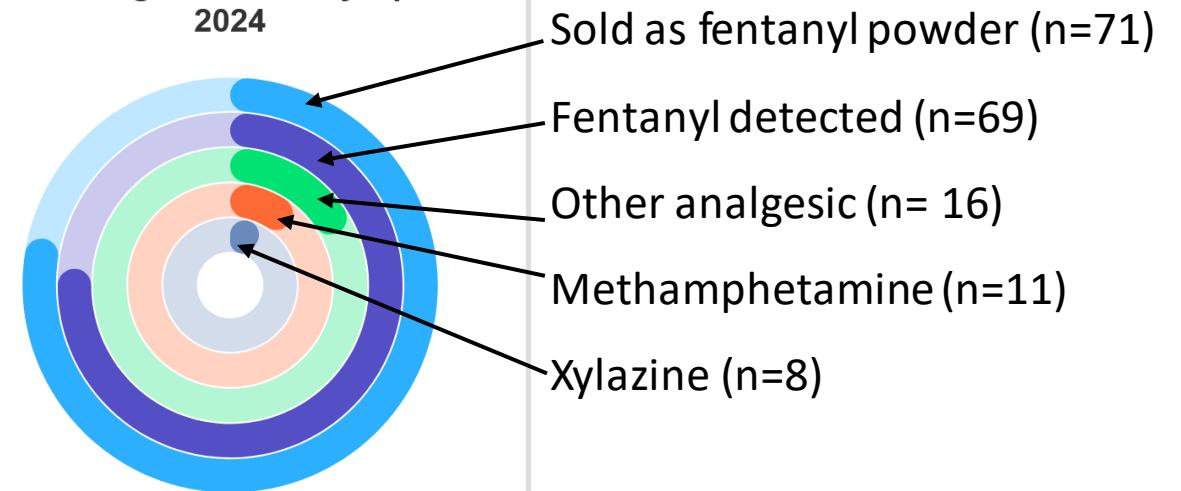 2024
Sold as fentanyl powder (n=71)
Fentanyl detected (n=69)
Other analgesic (n= 16)
Methamphetamine (n=11)
Xylazine (n=8)